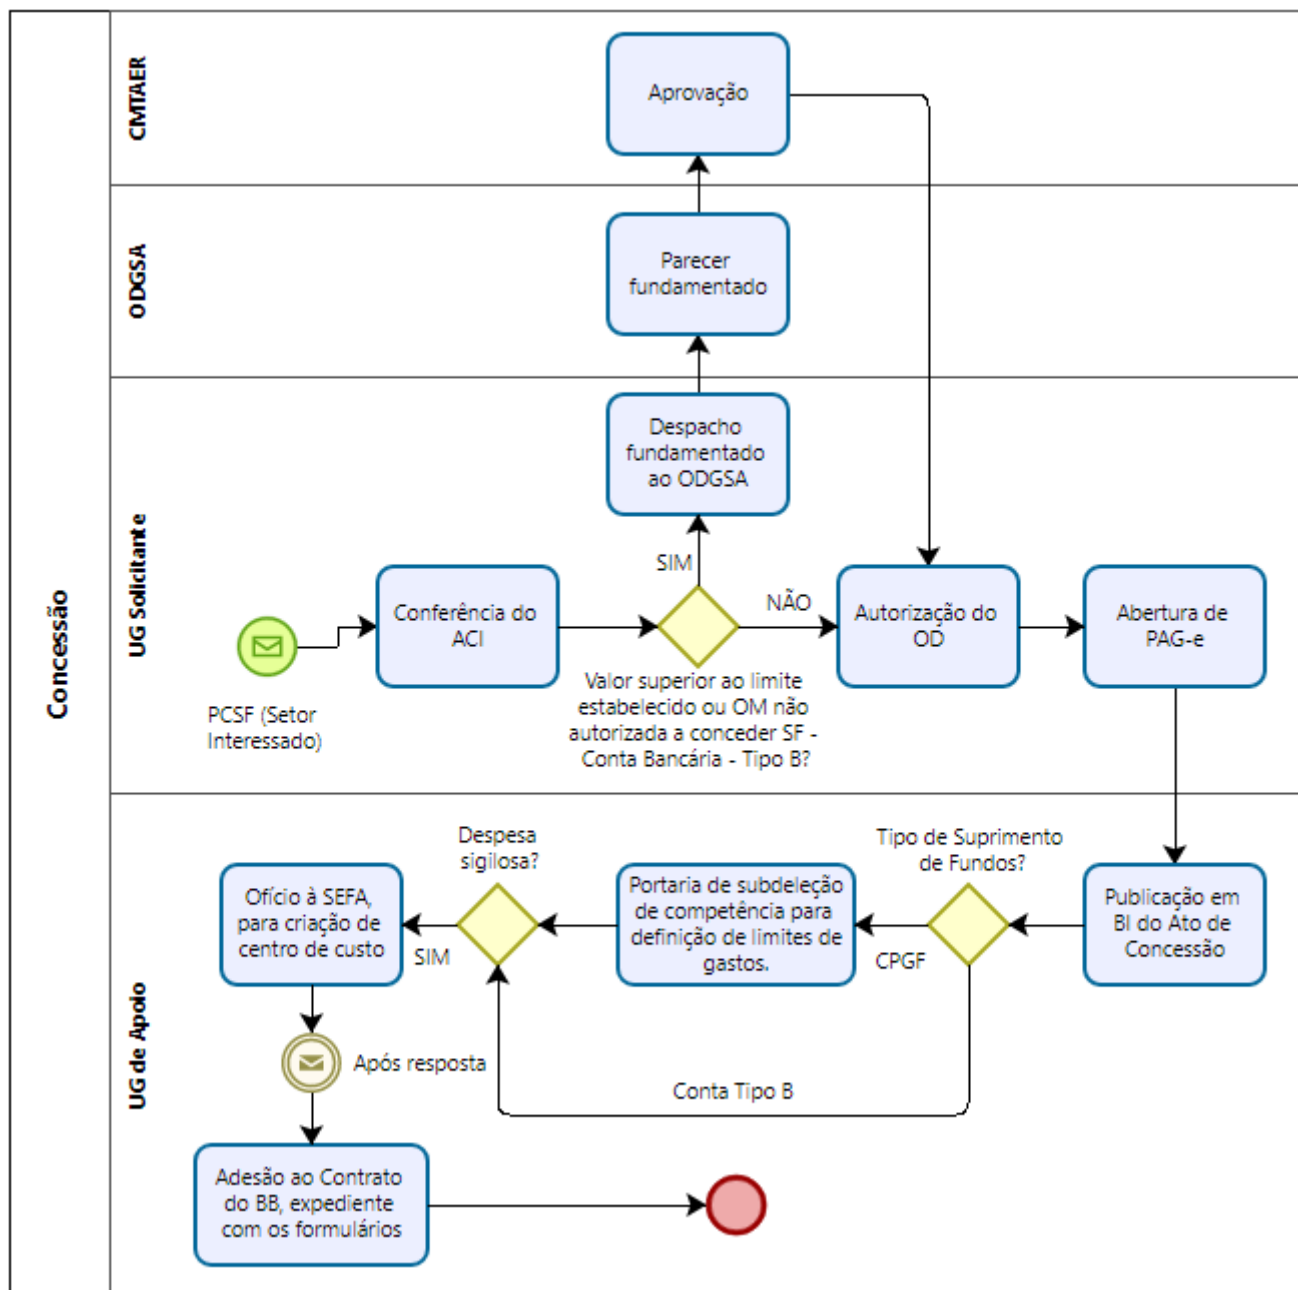 Concessão
CMTAER
Aprovação
ODGSA
Parecer
fundamentado
UG Solicitante
Despacho
fundamentado
ao ODGSA
SIM
NÃO
PCSF (Setor
Interessado)
Conferência do
ACI
Valor superior ao limite
estabelecido ou OM não
autorizada a conceder SF -
Conta Bancária - Tipo B?
Autorização do
OD
Abertura de
PAG-e
UG de Apoio
Publicação em
BI do Ato de
Concessão
Tipo de Suprimento
de Fundos?
CPGF
Portaria de subdeleção
de competência para
definição de limites de
gastos.
Conta Tipo B
Despesa
sigilosa?
SIM
Ofício à SEFA,
para criação de
centro de custo
Após resposta
Adesão ao Contrato
do BB, expediente
com os formulários